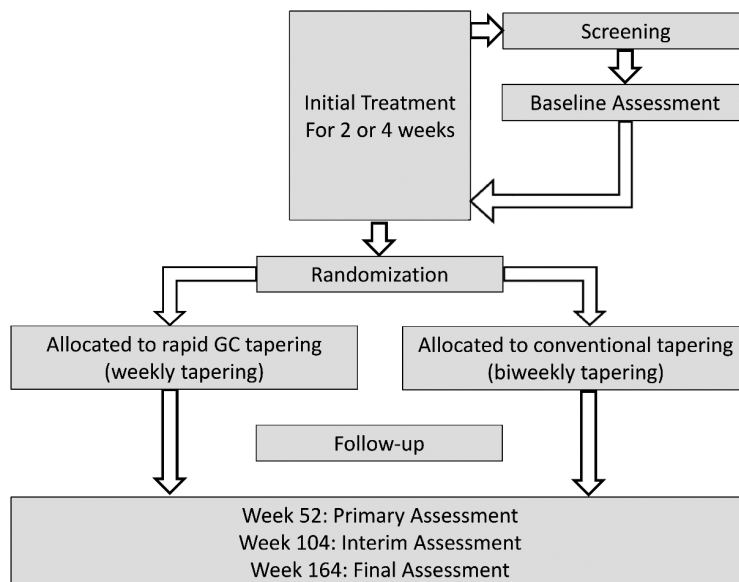 Screening
Initial Treatment
For 2 or 4 weeks
Baseline Assessment
Randomization
Allocated to rapid GC tapering
(weekly tapering)
Allocated to conventional tapering
(biweekly tapering)
Follow-up
Week 52: Primary Assessment
Week 104: Interim Assessment
Week 164: Final Assessment